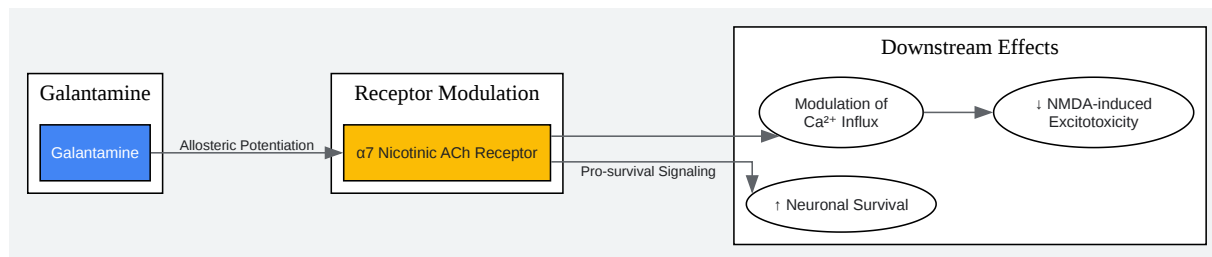 Galantamine
Galantamine
Allosteric Potentiation
Receptor Modulation
α7 Nicotinic ACh Receptor
Pro-survival Signaling
Downstream Effects
Modulation of
Ca²⁺ Influx
↓ NMDA-induced
Excitotoxicity
↑ Neuronal Survival